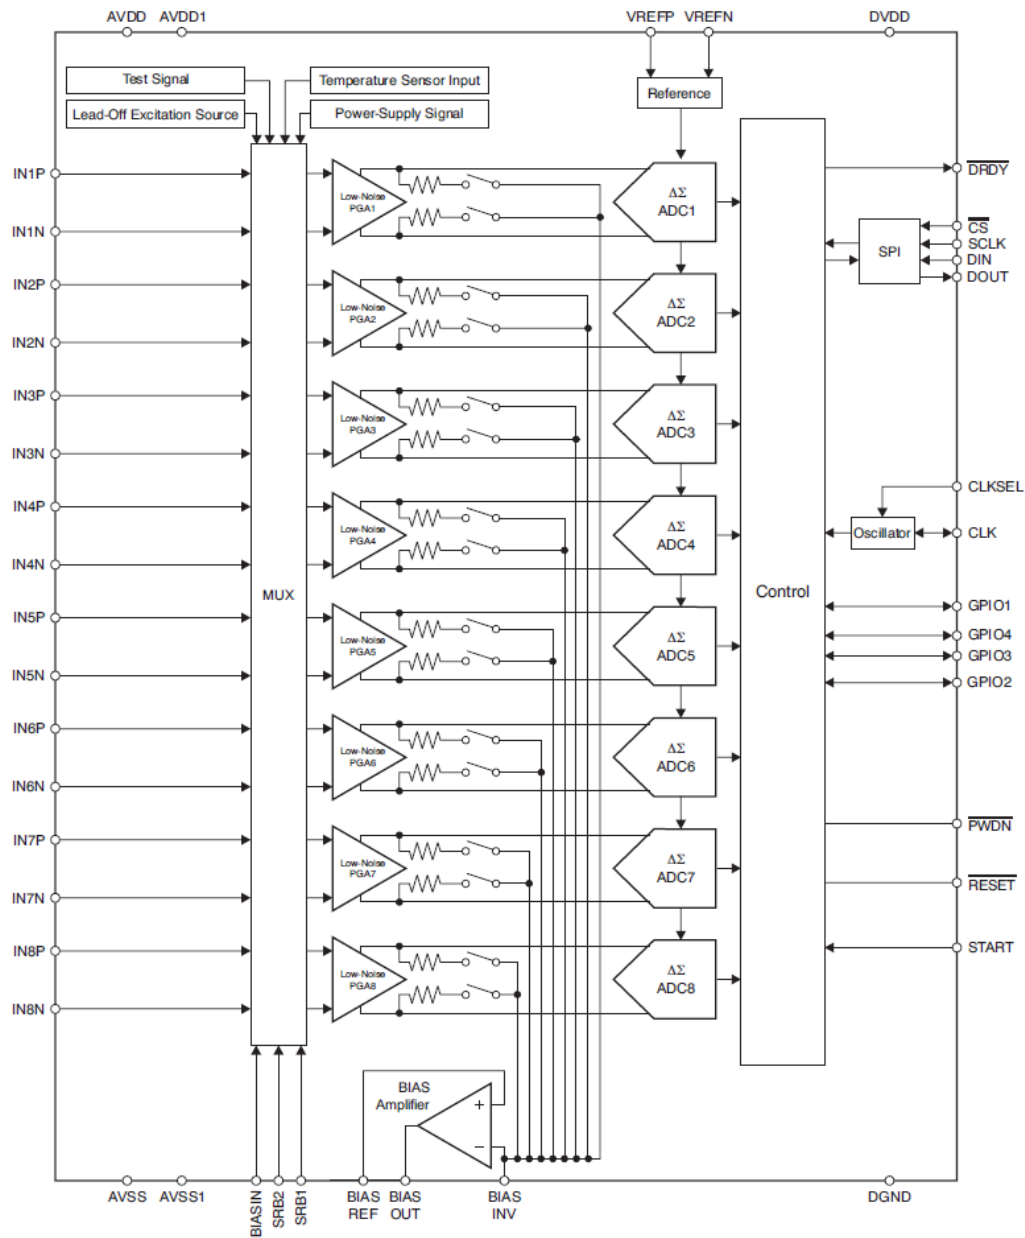 AVDD AVDD1 VREFP VREFN DVDD
Test Signal
Temperature Sensor Input
Lead-Off Excitation Source
Power-Supply Signal
Reference
IN1P
IN1N
IN2P
IN2N
IN3P
IN3N
IN4P
IN4N
IN5P
IN5N
IN6P
IN6N
IN7P
IN7N
IN8P
IN8N
MUX
Low-Noise
PGA1
Low-Noise
PGA2
Low-Noise
PGA3
Low-Noise
PGA4
Low-Noise
PGA5
Low-Noise
PGA6
Low-Noise
PGA7
Low-Noise
PGA8
ΔΣ
ADC1
ΔΣ
ADC2
ΔΣ
ADC3
ΔΣ
ADC4
ΔΣ
ADC5
ΔΣ
ADC6
ΔΣ
ADC7
ΔΣ
ADC8
Control
SPI
Oscillator
DRDY
CS
SCLK
DIN
DOUT
CLKSEL
CLK
GPIO1
GPIO4
GPIO3
GPIO2
PWDN
RESET
START
BIAS
Amplifier
+
−
AVSS AVSS1
BIASIN
SRB2
SRB1
BIAS
REF
BIAS
OUT
BIAS
INV
DGND